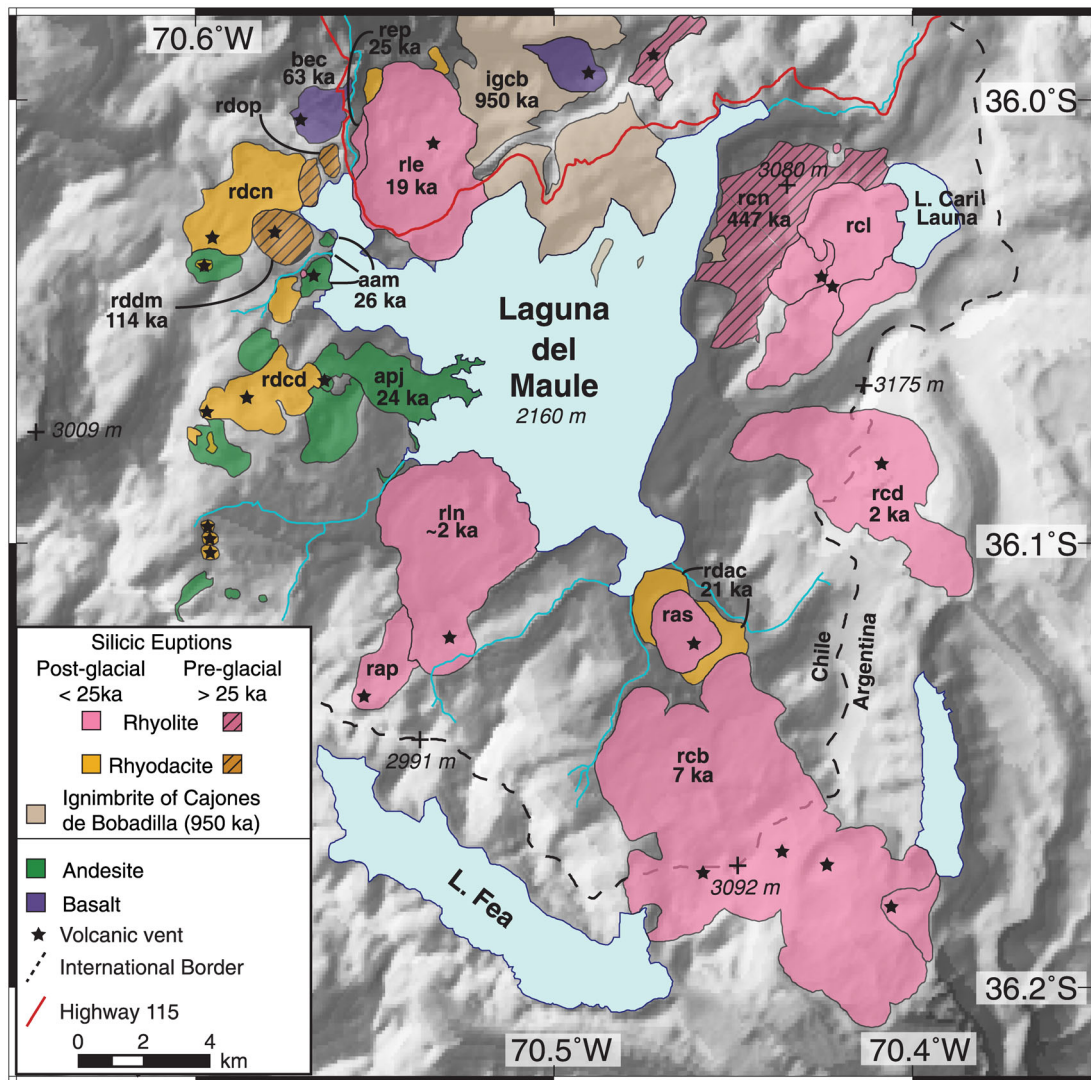 70.6˚W
rep
25 ka
bec
63 ka
igcb
950 ka
36.0˚S
rdop
rle
19 ka
3080 m
rdcn
rcn
447 ka
L. Cari
Launa
rcl
rddm
114 ka
aam
26 ka
Laguna
del
Maule
2160 m
rdcd
apj
24 ka
3175 m
3009 m
rln
~2 ka
rcd
2 ka
36.1˚S
rdac
21 ka
ras
rap
Chile
Argentina
2991 m
rcb
7 ka
3092 m
L. Fea
36.2˚S
70.5˚W
70.4˚W
Silicic Euptions
Post-glacial
< 25ka
Pre-glacial
> 25 ka
Rhyolite
Rhyodacite
Ignimbrite of Cajones
de Bobadilla (950 ka)
Andesite
Basalt
Volcanic vent
International Border
Highway 115
0 2 4
km